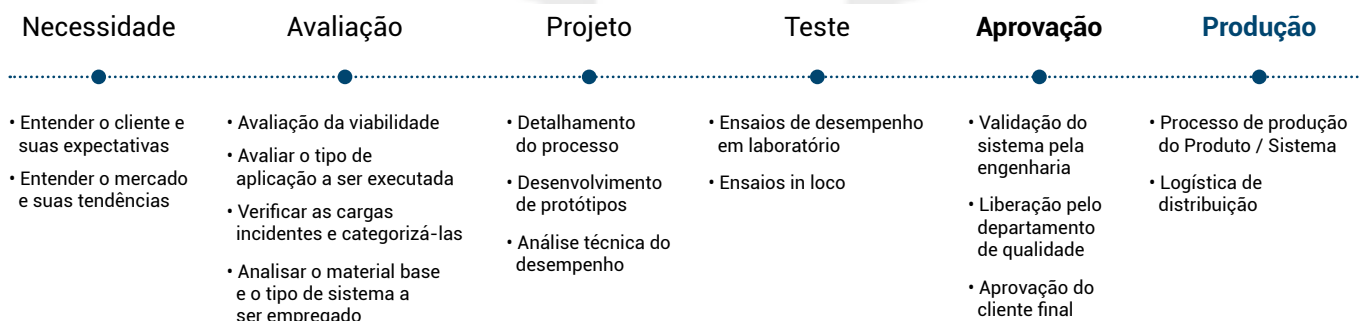 Necessidade
• Entender o cliente e
suas expectativas
• Entender o mercado
e suas tendências
Avaliação
• Avaliação da viabilidade
• Avaliar o tipo de
aplicação a ser executada
• Verificar as cargas
incidentes e categorizá-las
• Analisar o material base
e o tipo de sistema a
ser empregado
Projeto
• Detalhamento
do processo
• Desenvolvimento
de protótipos
• Análise técnica do
desempenho
Teste
• Ensaios de desempenho
em laboratório
• Ensaios in loco
Aprovação
• Validação do
sistema pela
engenharia
• Liberação pelo
departamento
de qualidade
• Aprovação do
cliente final
Produção
• Processo de produção
do Produto / Sistema
• Logística de
distribuição